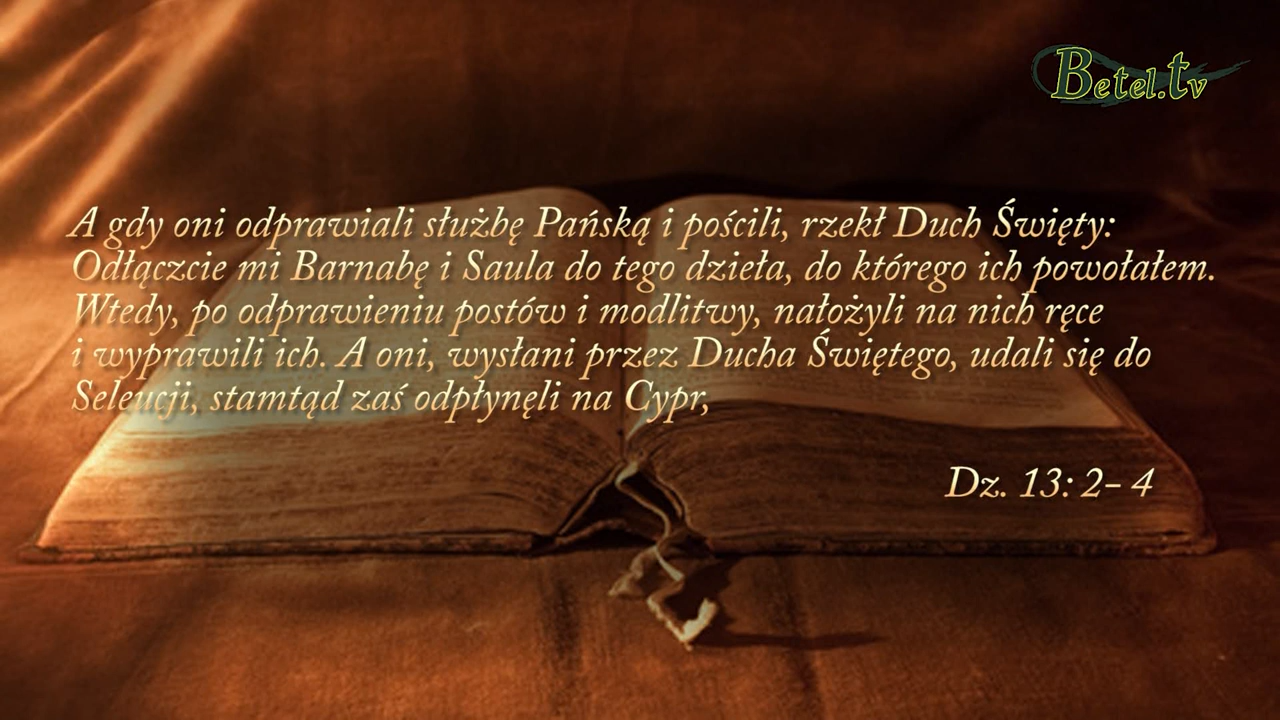 Betel.tv
A gdy oni odprawiali służbę Pańską i pościli, rzekł Duch Święty:
Odłączcie mi Barnabę i Saula do tego dzieła, do którego ich powołałem.
Wtedy, po odprawieniu postów i modlitwy, nałożyli na nich ręce
i wyprawili ich. A oni, wysłani przez Ducha Świętego, udali się do
Seleucji, stamtąd zaś odpłynęli na Cypr,
Dz. 13: 2- 4